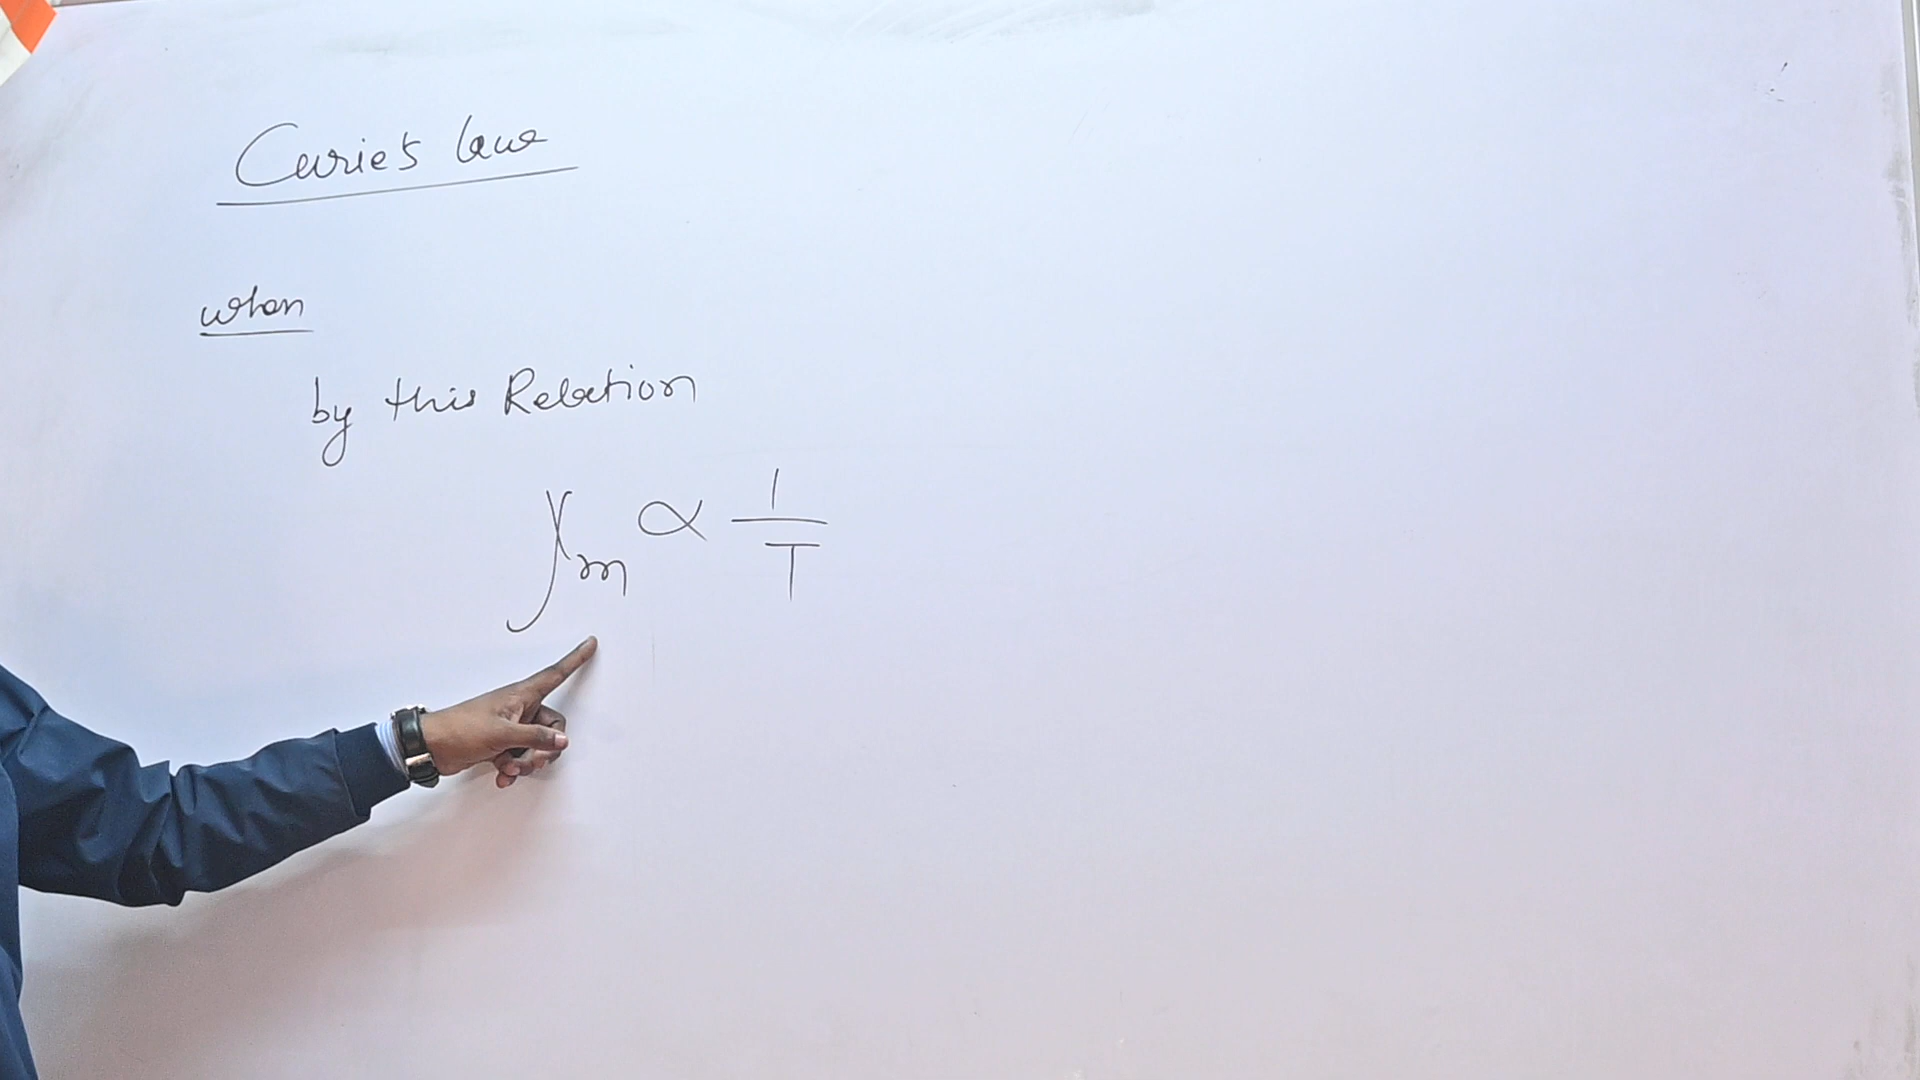 Curie's law
when
by this Relation
χm ∝ 1/T